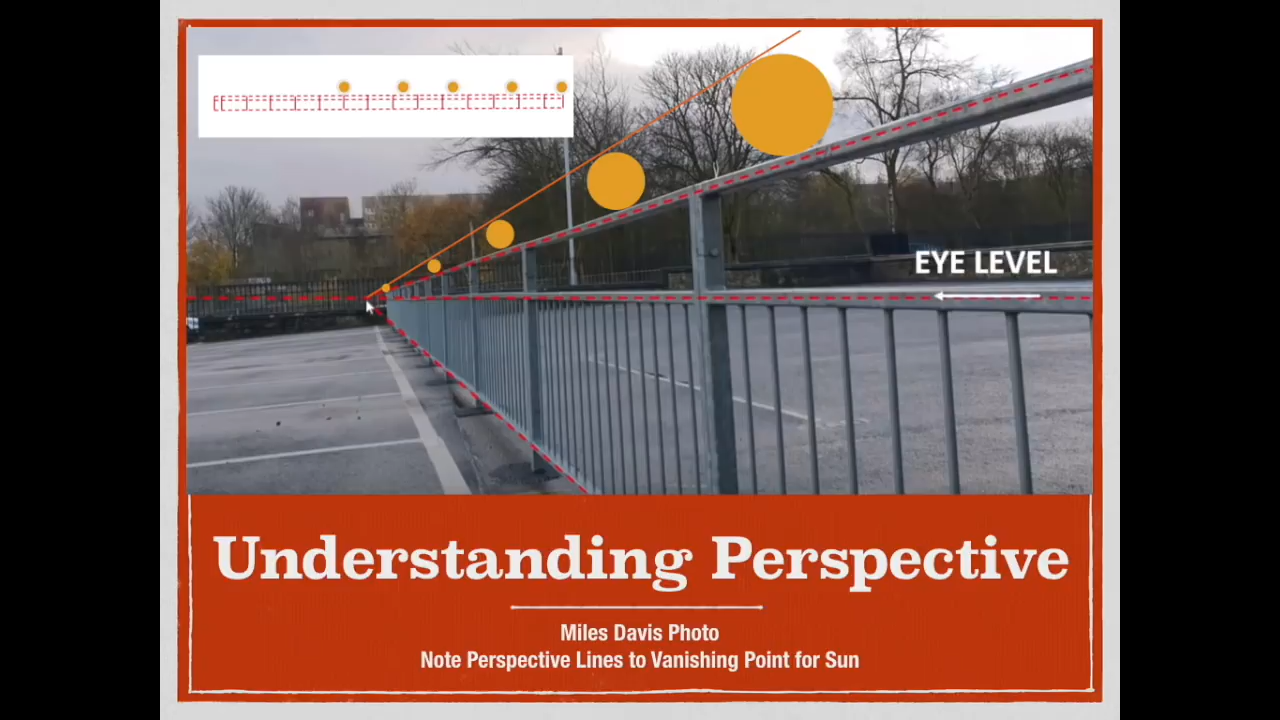 EYE LEVEL
Understanding Perspective
Miles Davis Photo
Note Perspective Lines to Vanishing Point for Sun